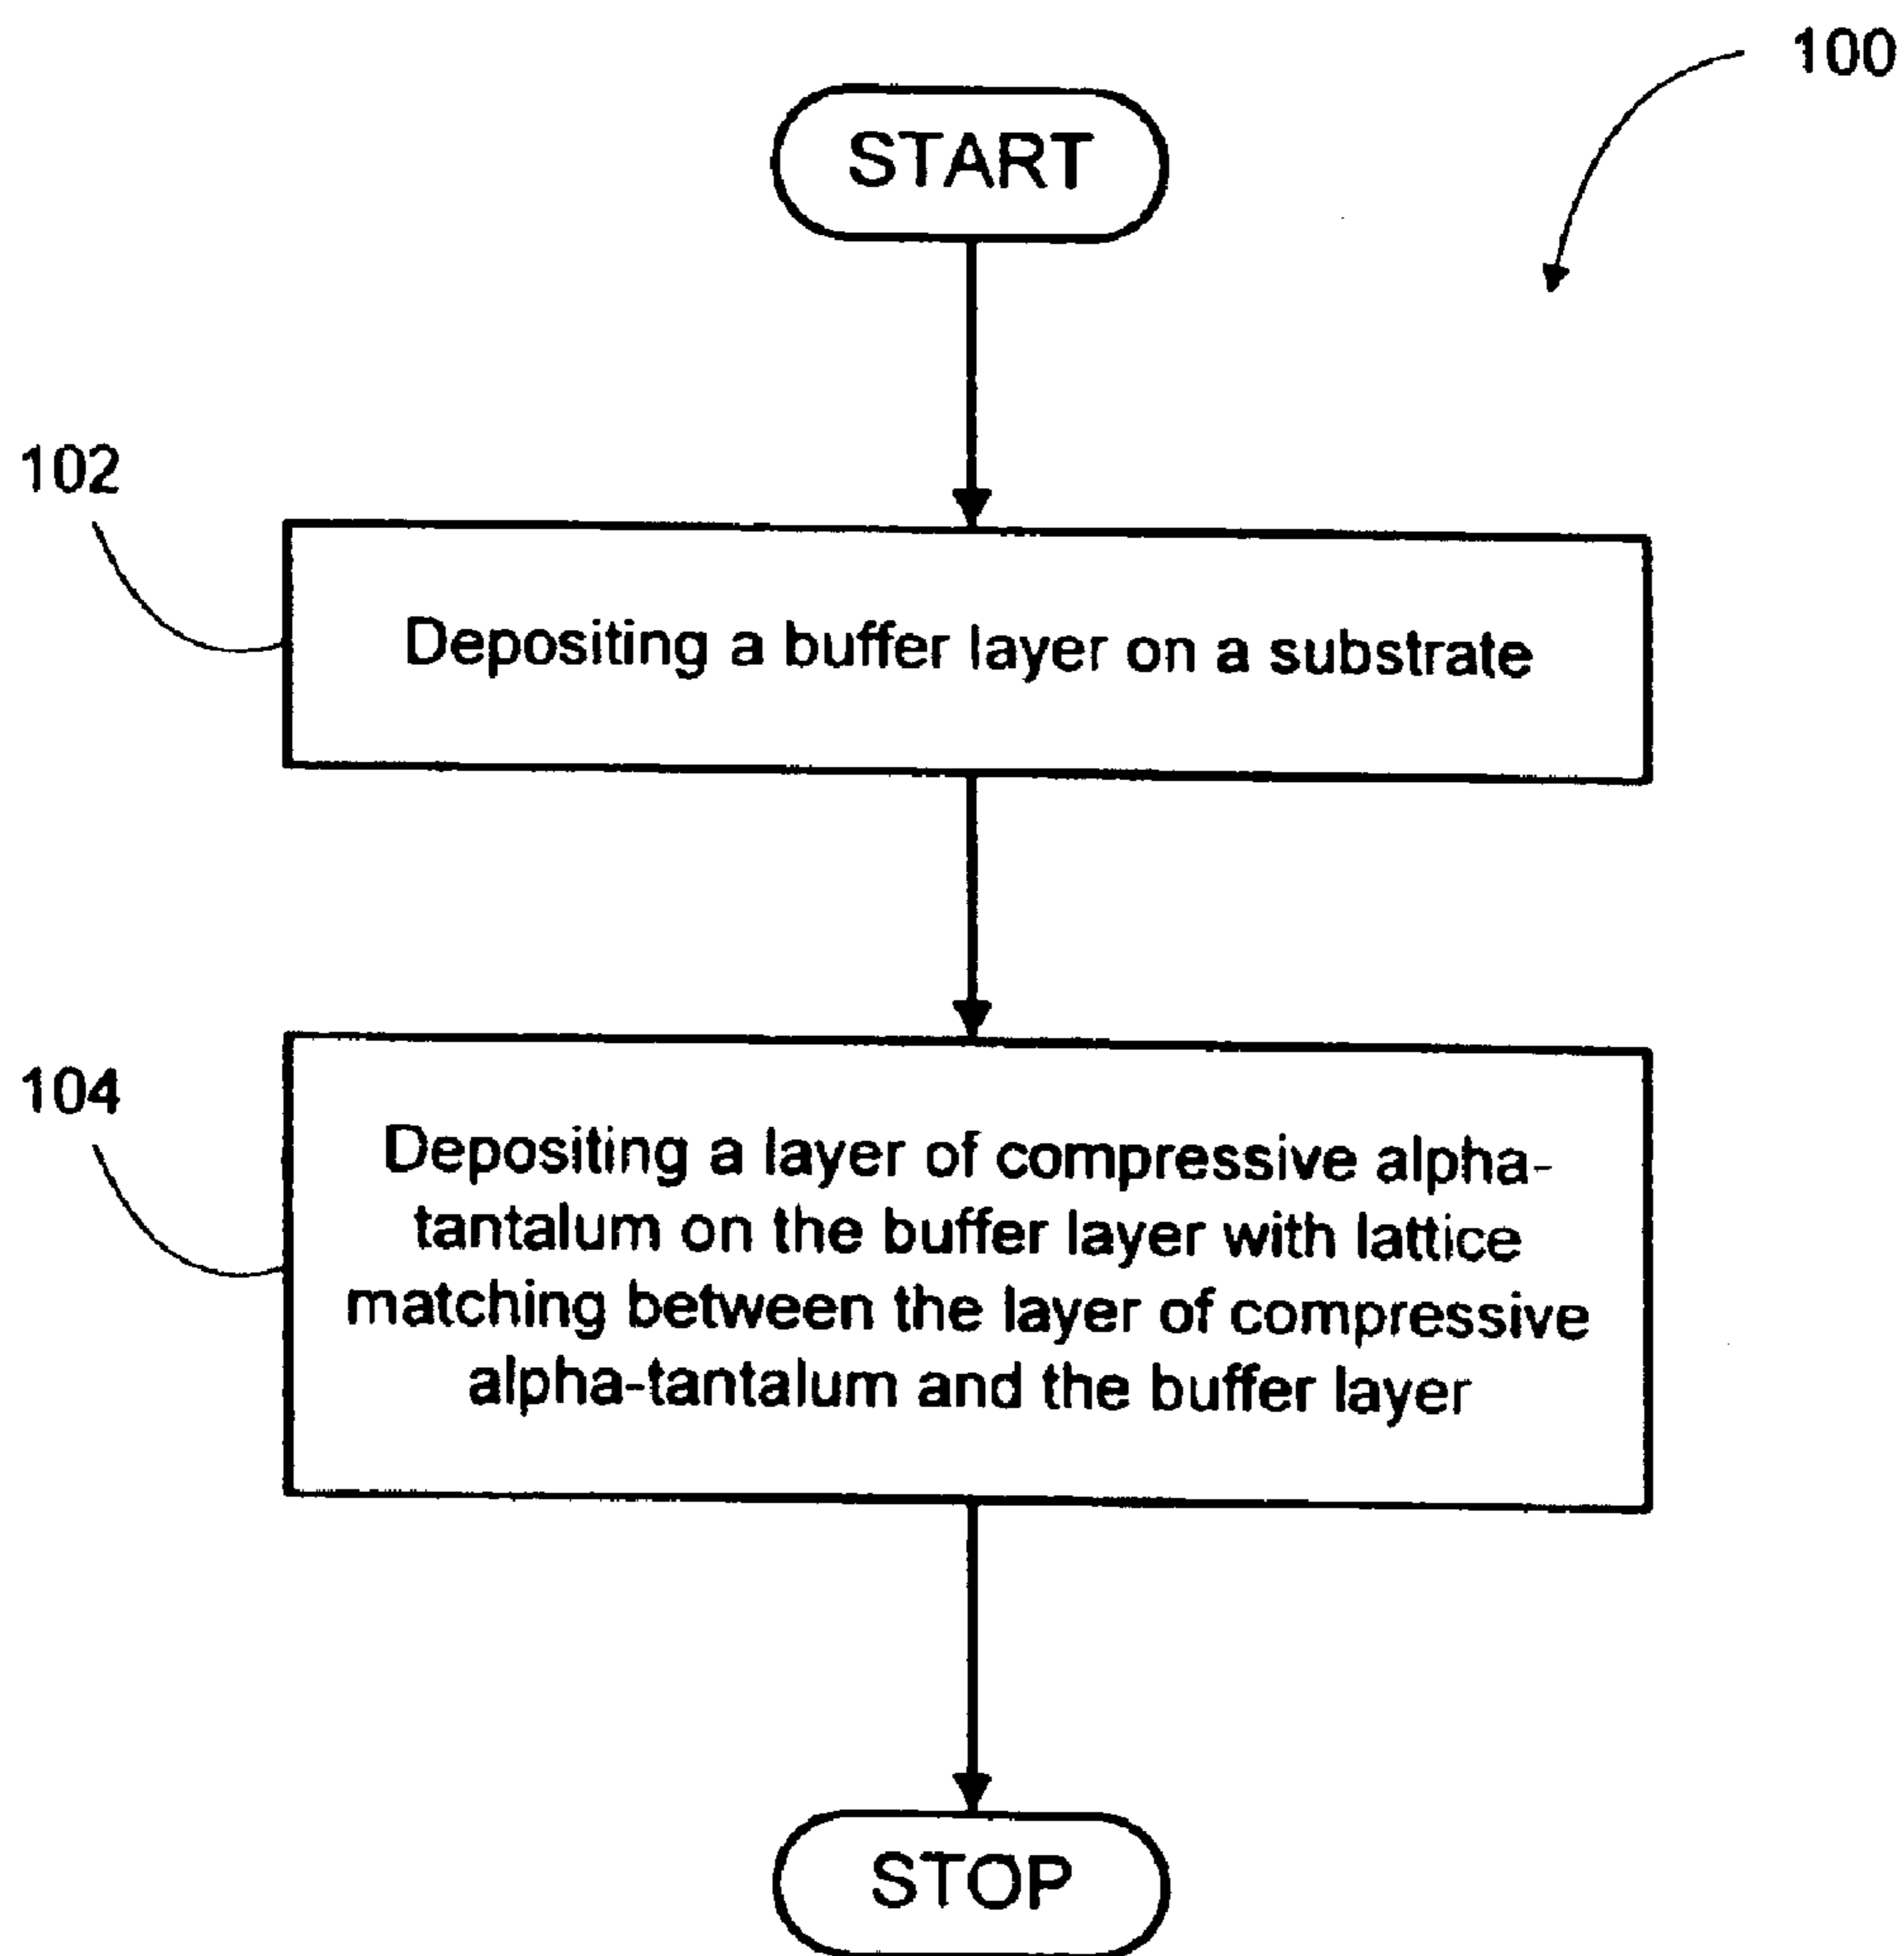 100
START
102
Depositing a buffer layer on a substrate
104
Depositing a layer of compressive alpha-
tantalum on the buffer layer with lattice
matching between the layer of compressive
alpha-tantalum and the buffer layer
STOP